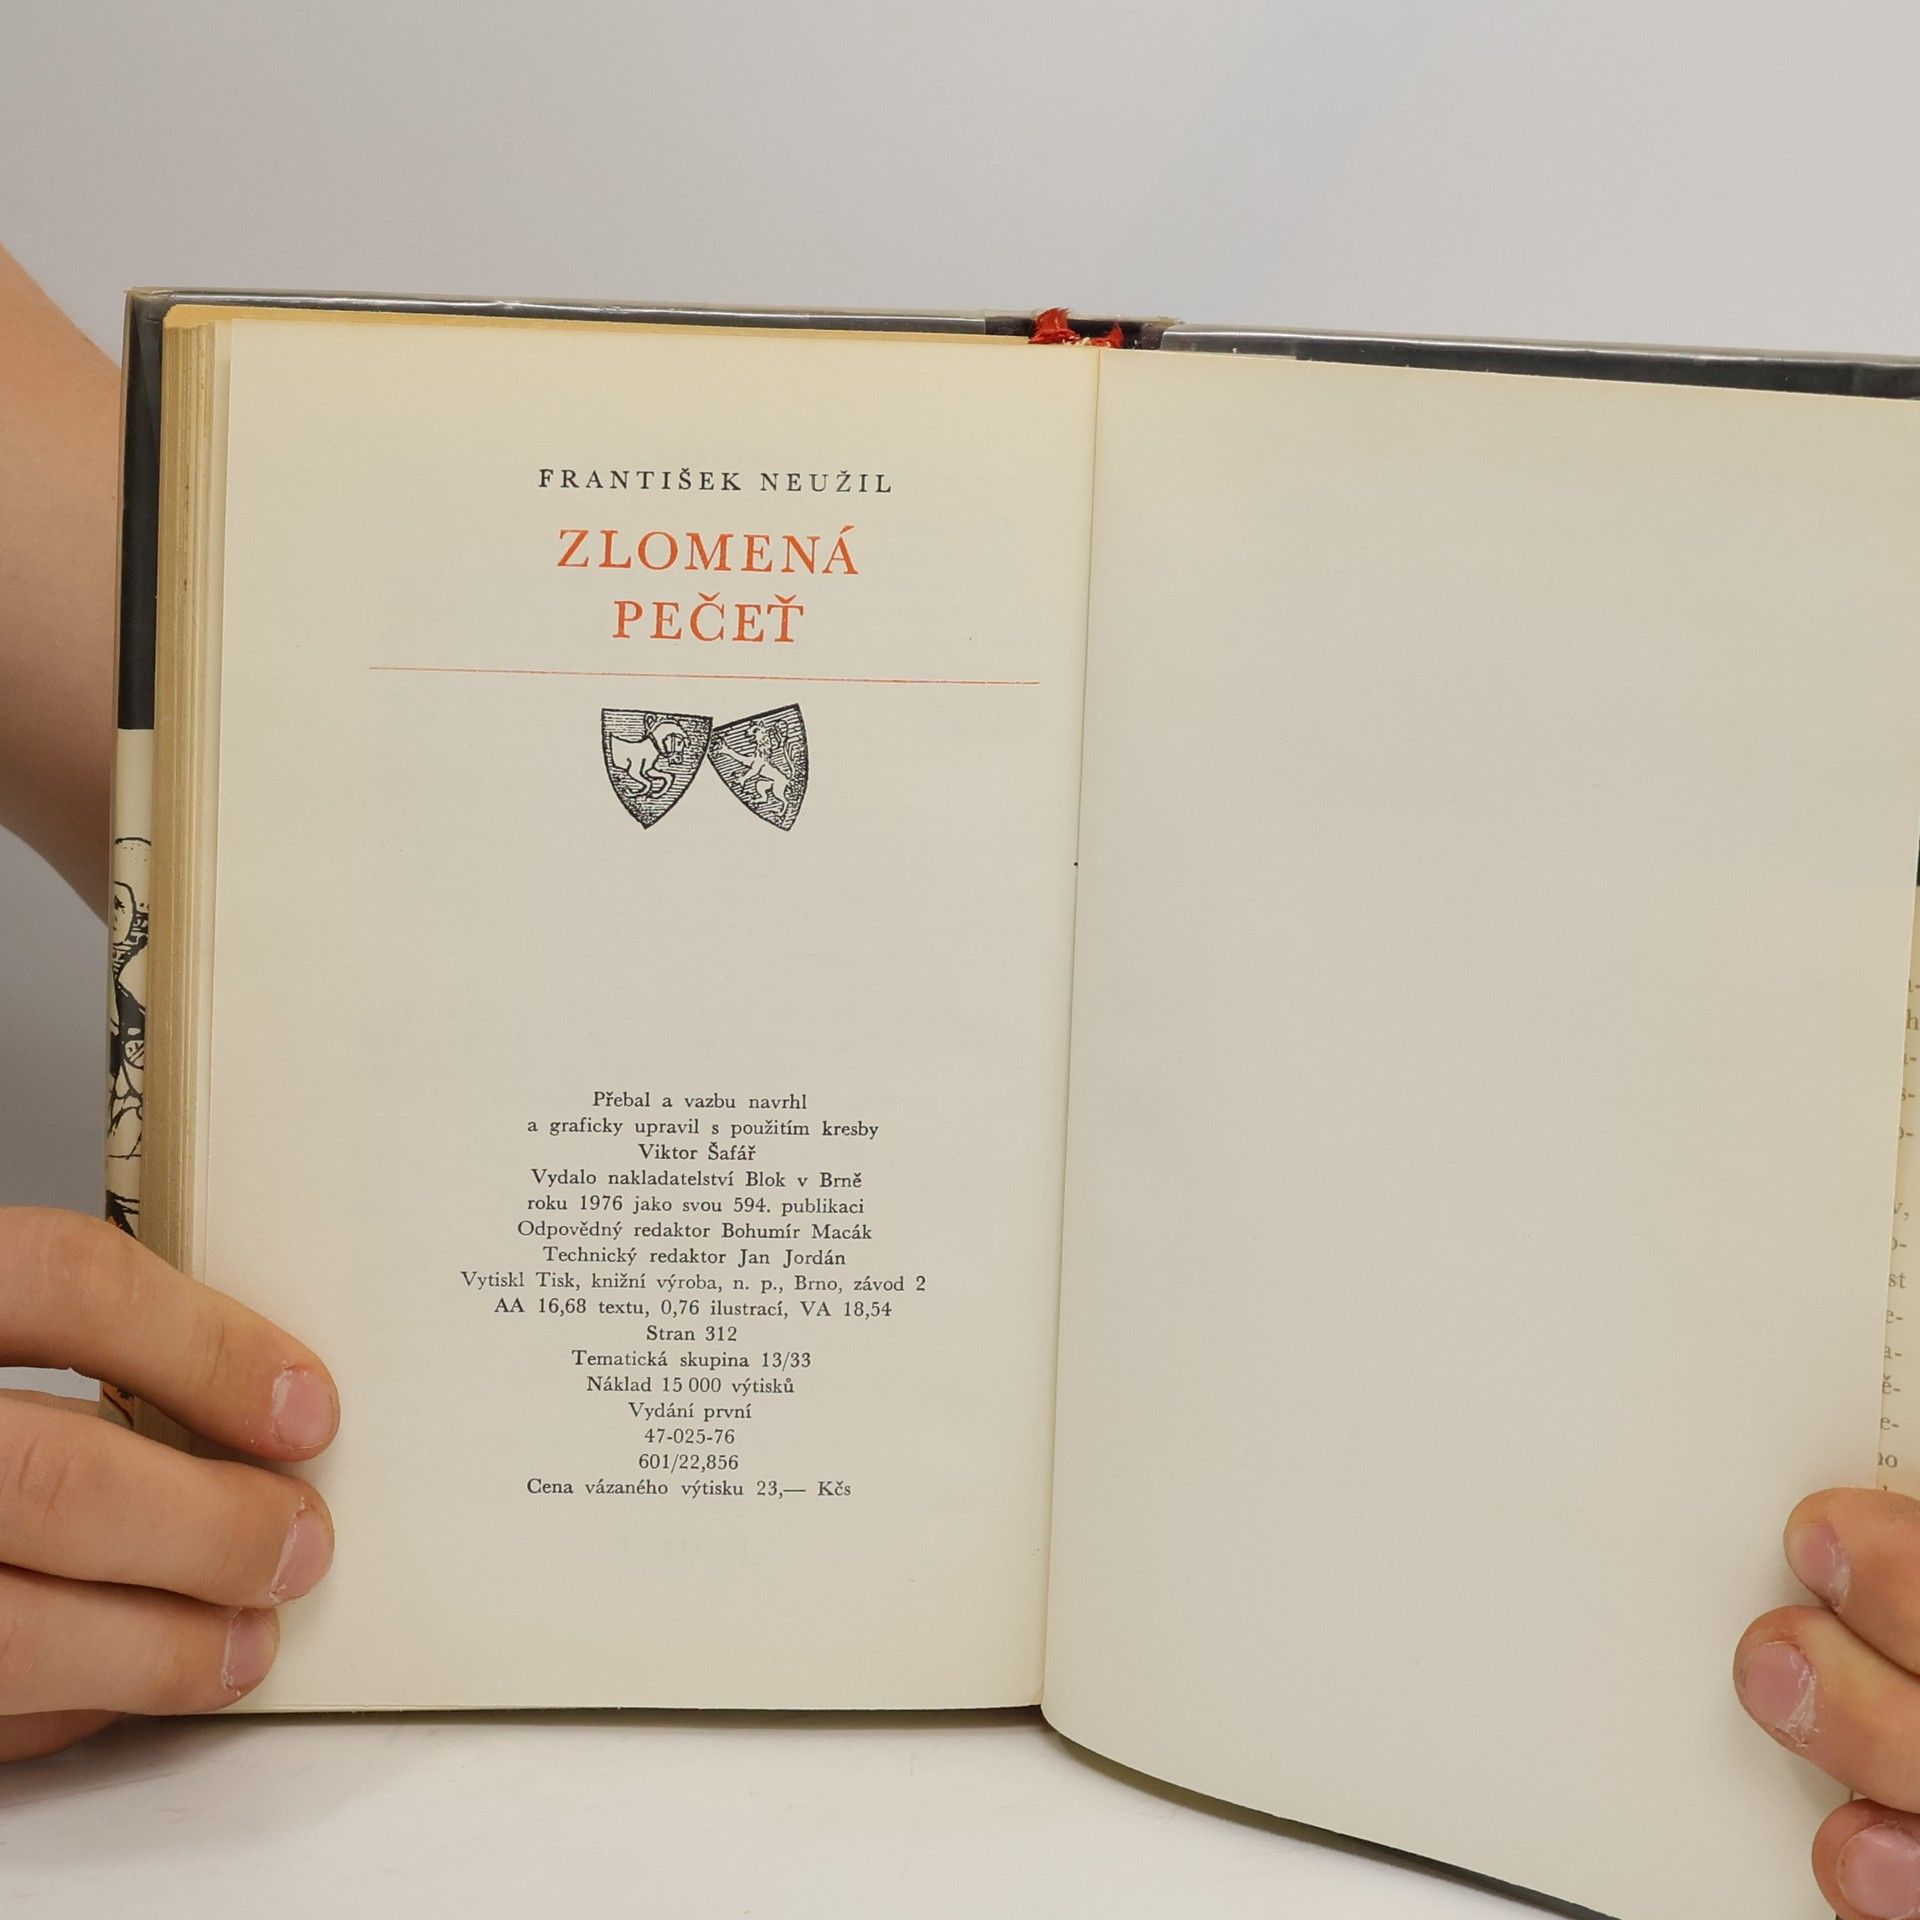 FRANTIŠEK NEUŽIL
ZLOMENÁ
PEČEŤ
Přebal a vazbu navrhl
a graficky upravil s použitím kresby
Viktor Šafář
Vydalo nakladatelství Blok v Brně
roku 1976 jako svou 594. publikaci
Odpovědný redaktor Bohumír Macák
Technický redaktor Jan Jordán
Vytiskl Tisk, knižní výroba, n. p., Brno, závod 2
AA 16,68 textu, 0,76 ilustrací, VA 18,54
Stran 312
Tematická skupina 13/33
Náklad 15 000 výtisků
Vydání první
47-025-76
601/22,856
Cena vázaného výtisku 23,— Kčs